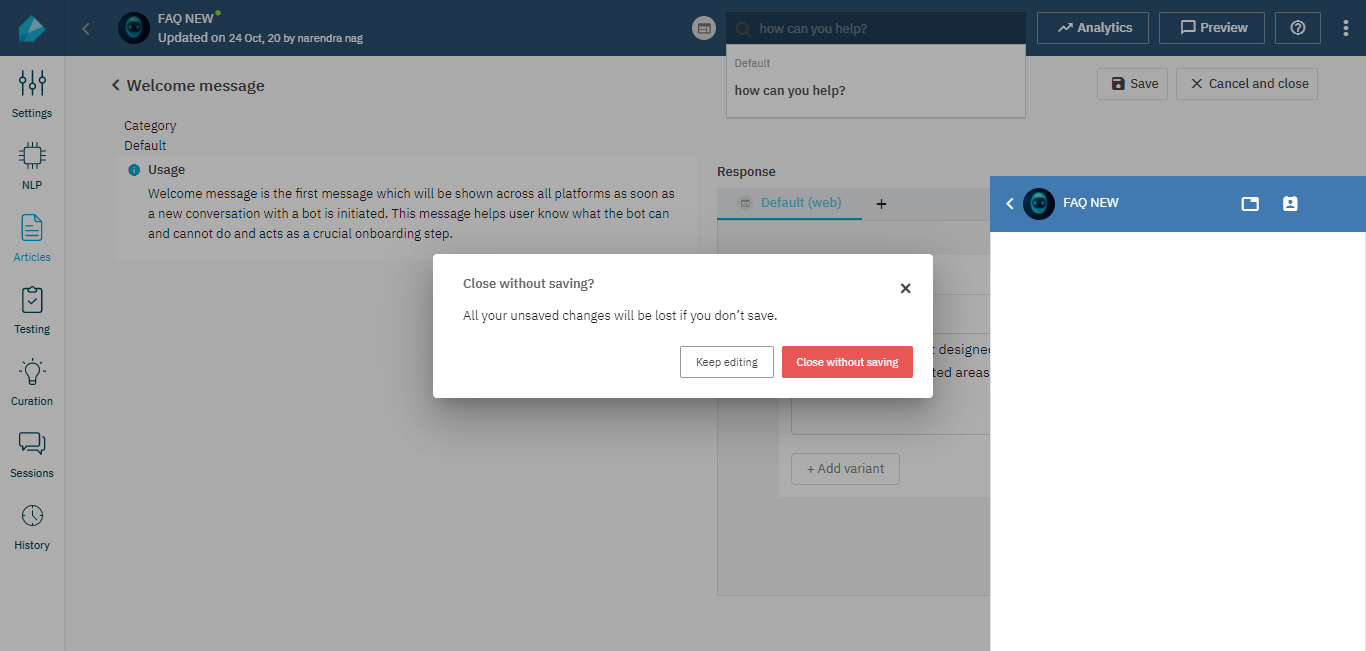 FAQ NEW
Updated on 24 Oct, 20 by narendra nag
how can you help?
Analytics
Preview
Default
how can you help?
Settings
NLP
Articles
Testing
Curation
Sessions
History
Welcome message
Save
Cancel and close
Category
Default
Usage
Welcome message is the first message which will be shown across all platforms as soon as
a new conversation with a bot is initiated. This message helps user know what the bot can
and cannot do and acts as a crucial onboarding step.
Response
Default (web)
+
FAQ NEW
Close without saving?
All your unsaved changes will be lost if you don't save.
Keep editing
Close without saving
designed
ted areas
+ Add variant